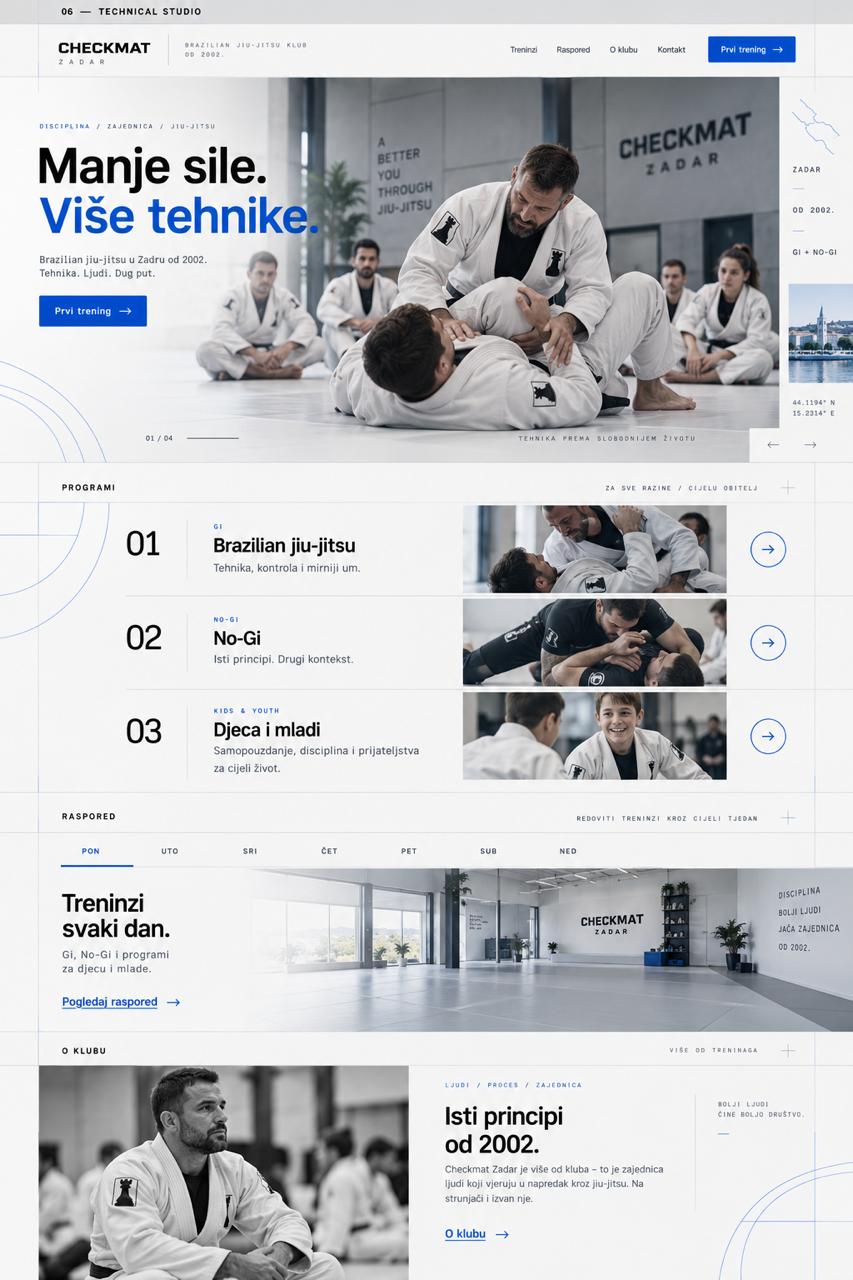 06 — TECHNICAL STUDIO
CHECKMAT
ZADAR
BRAZILIAN JIU-JITSU KLUB
OD 2002.
Treninzi
Raspored
O klubu
Kontakt
Prvi trening →
DISCIPLINA / ZAJEDNICA / JIU-JITSU
Manje sile.
Više tehnike.
Brazilian jiu-jitsu u Zadru od 2002.
Tehnika. Ljudi. Dug put.
Prvi trening →
A
BETTER
YOU
THROUGH
JIU-JITSU
CHECKMAT
ZADAR
ZADAR
OD 2002.
GI + NO-GI
44.1194° N
15.2314° E
01 / 04
TEHNIKA PREMA SLOBODNIJEM ŽIVOTU
← →
PROGRAMI
ZA SVE RAZINE / CIJELU OBITELJ
01
GI
Brazilian jiu-jitsu
Tehnika, kontrola i mirniji um.
02
NO-GI
No-Gi
Isti principi. Drugi kontekst.
03
KIDS & YOUTH
Djeca i mladi
Samopouzdanje, disciplina i prijateljstva
za cijeli život.
RASPORED
REDOVITI TRENINZI KROZ CIJELI TJEDAN
PON
UTO
SRI
ČET
PET
SUB
NED
Treninzi
svaki dan.
Gi, No-Gi i programi
za djecu i mlade.
Pogledaj raspored →
CHECKMAT
ZADAR
DISCIPLINA
BOLJI LJUDI
JAČA ZAJEDNICA
OD 2002.
O KLUBU
VIŠE OD TRENINAGA
LJUDI / PROCES / ZAJEDNICA
Isti principi
od 2002.
Checkmat Zadar je više od kluba – to je zajednica
ljudi koji vjeruju u napredak kroz jiu-jitsu. Na
strunjači i izvan nje.
O klubu →
BOLJI LJUDI
ČINE BOLJO DRUŠTVO.